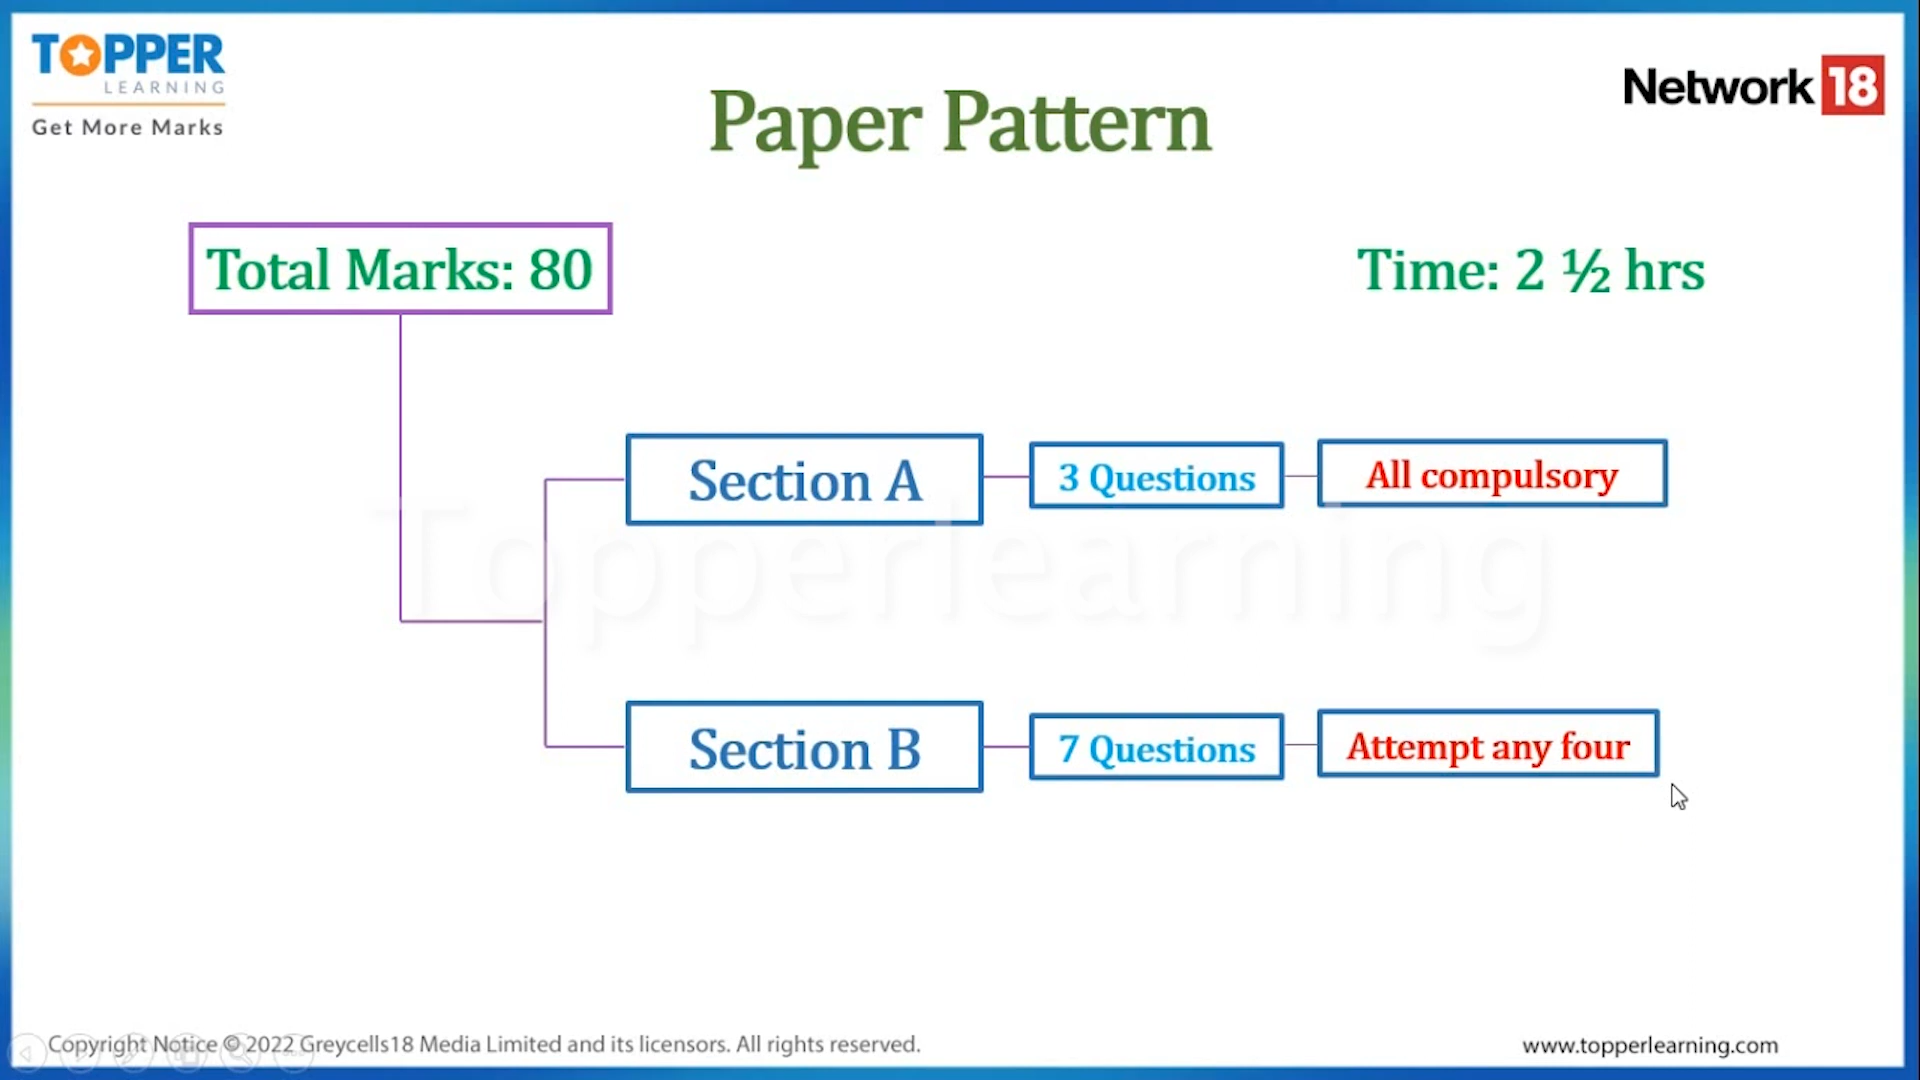 TOPPER
LEARNING
Get More Marks
Network 18
Paper Pattern
Total Marks: 80
Time: 2 ½ hrs
Section A
3 Questions
All compulsory
Topperlearning
Section B
7 Questions
Attempt any four
Copyright Notice © 2022 Greycells18 Media Limited and its licensors. All rights reserved.
www.topperlearning.com